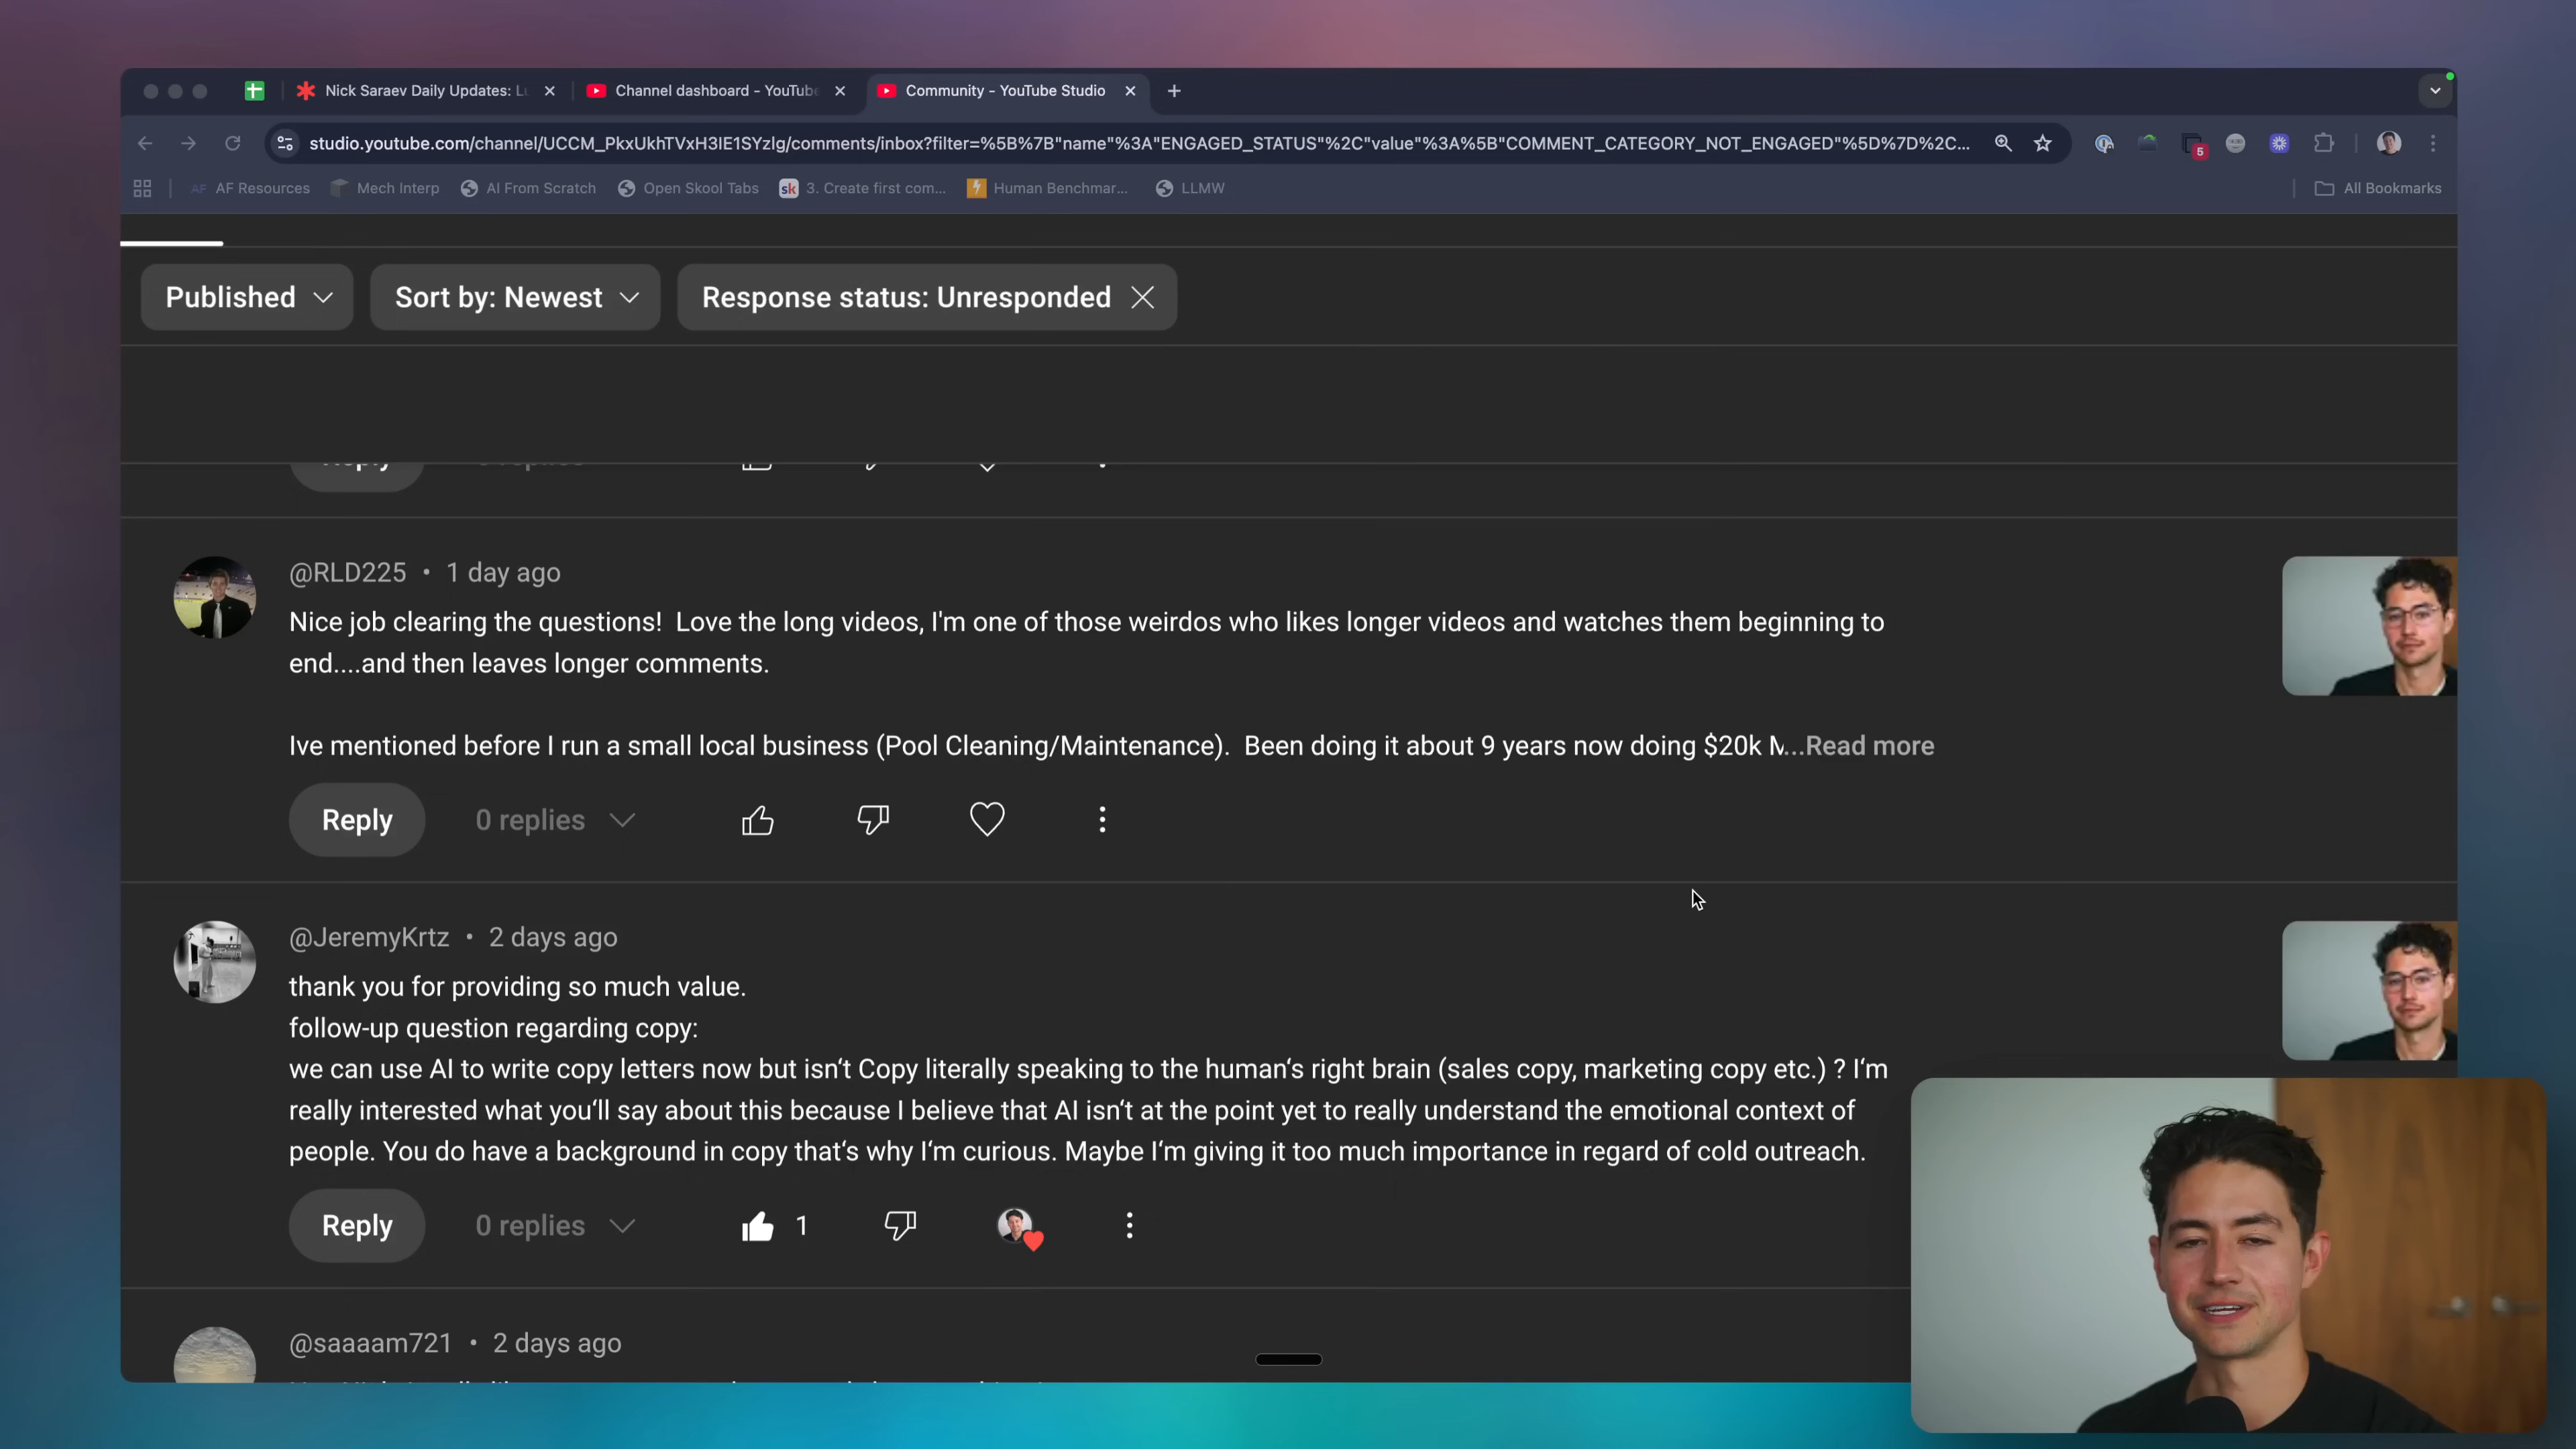 Nick Saraev Daily Updates: Lu
Channel dashboard - YouTube
Community - YouTube Studio
studio.youtube.com/channel/UCCM_PkxUkhTVxH3IE1SYzlg/comments/inbox?filter=%5B%7B"name"%3A"ENGAGED_STATUS"%2C"value"%3A%5B"COMMENT_CATEGORY_NOT_ENGAGED"%5D%7D%2C...
5
AF AF Resources
Mech Interp
AI From Scratch
Open Skool Tabs
sk 3. Create first com...
Human Benchmar...
LLMW
All Bookmarks
Published
Sort by: Newest
Response status: Unresponded
@RLD225 • 1 day ago
Nice job clearing the questions! Love the long videos, I'm one of those weirdos who likes longer videos and watches them beginning to
end....and then leaves longer comments.
Ive mentioned before I run a small local business (Pool Cleaning/Maintenance). Been doing it about 9 years now doing $20k M...Read more
Reply
0 replies
@JeremyKrtz • 2 days ago
thank you for providing so much value.
follow-up question regarding copy:
we can use AI to write copy letters now but isn‘t Copy literally speaking to the human‘s right brain (sales copy, marketing copy etc.) ? I‘m
really interested what you‘ll say about this because I believe that AI isn‘t at the point yet to really understand the emotional context of
people. You do have a background in copy that‘s why I‘m curious. Maybe I‘m giving it too much importance in regard of cold outreach.
Reply
0 replies
1
@saaaam721 • 2 days ago